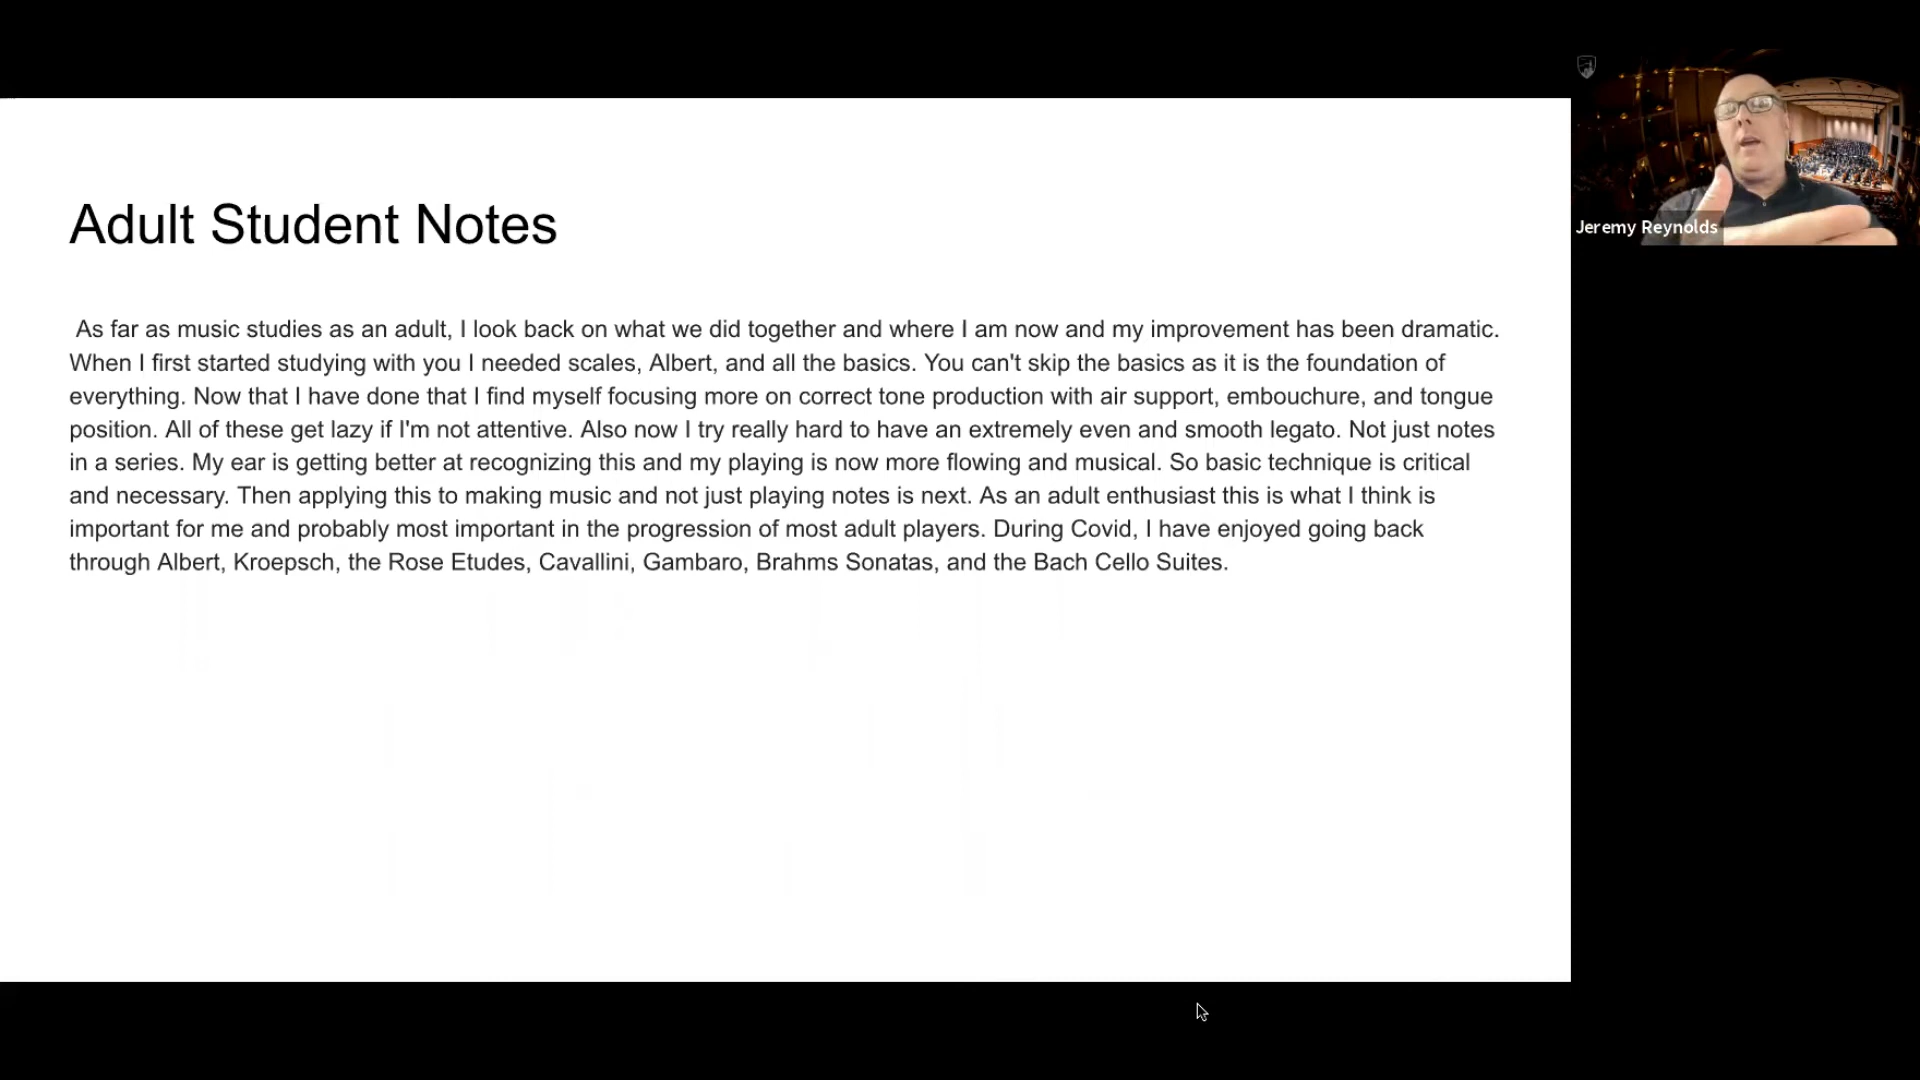 Adult Student Notes
As far as music studies as an adult, I look back on what we did together and where I am now and my improvement has been dramatic.
When I first started studying with you I needed scales, Albert, and all the basics. You can't skip the basics as it is the foundation of
everything. Now that I have done that I find myself focusing more on correct tone production with air support, embouchure, and tongue
position. All of these get lazy if I'm not attentive. Also now I try really hard to have an extremely even and smooth legato. Not just notes
in a series. My ear is getting better at recognizing this and my playing is now more flowing and musical. So basic technique is critical
and necessary. Then applying this to making music and not just playing notes is next. As an adult enthusiast this is what I think is
important for me and probably most important in the progression of most adult players. During Covid, I have enjoyed going back
through Albert, Kroepsch, the Rose Etudes, Cavallini, Gambaro, Brahms Sonatas, and the Bach Cello Suites.
Jeremy Reynolds